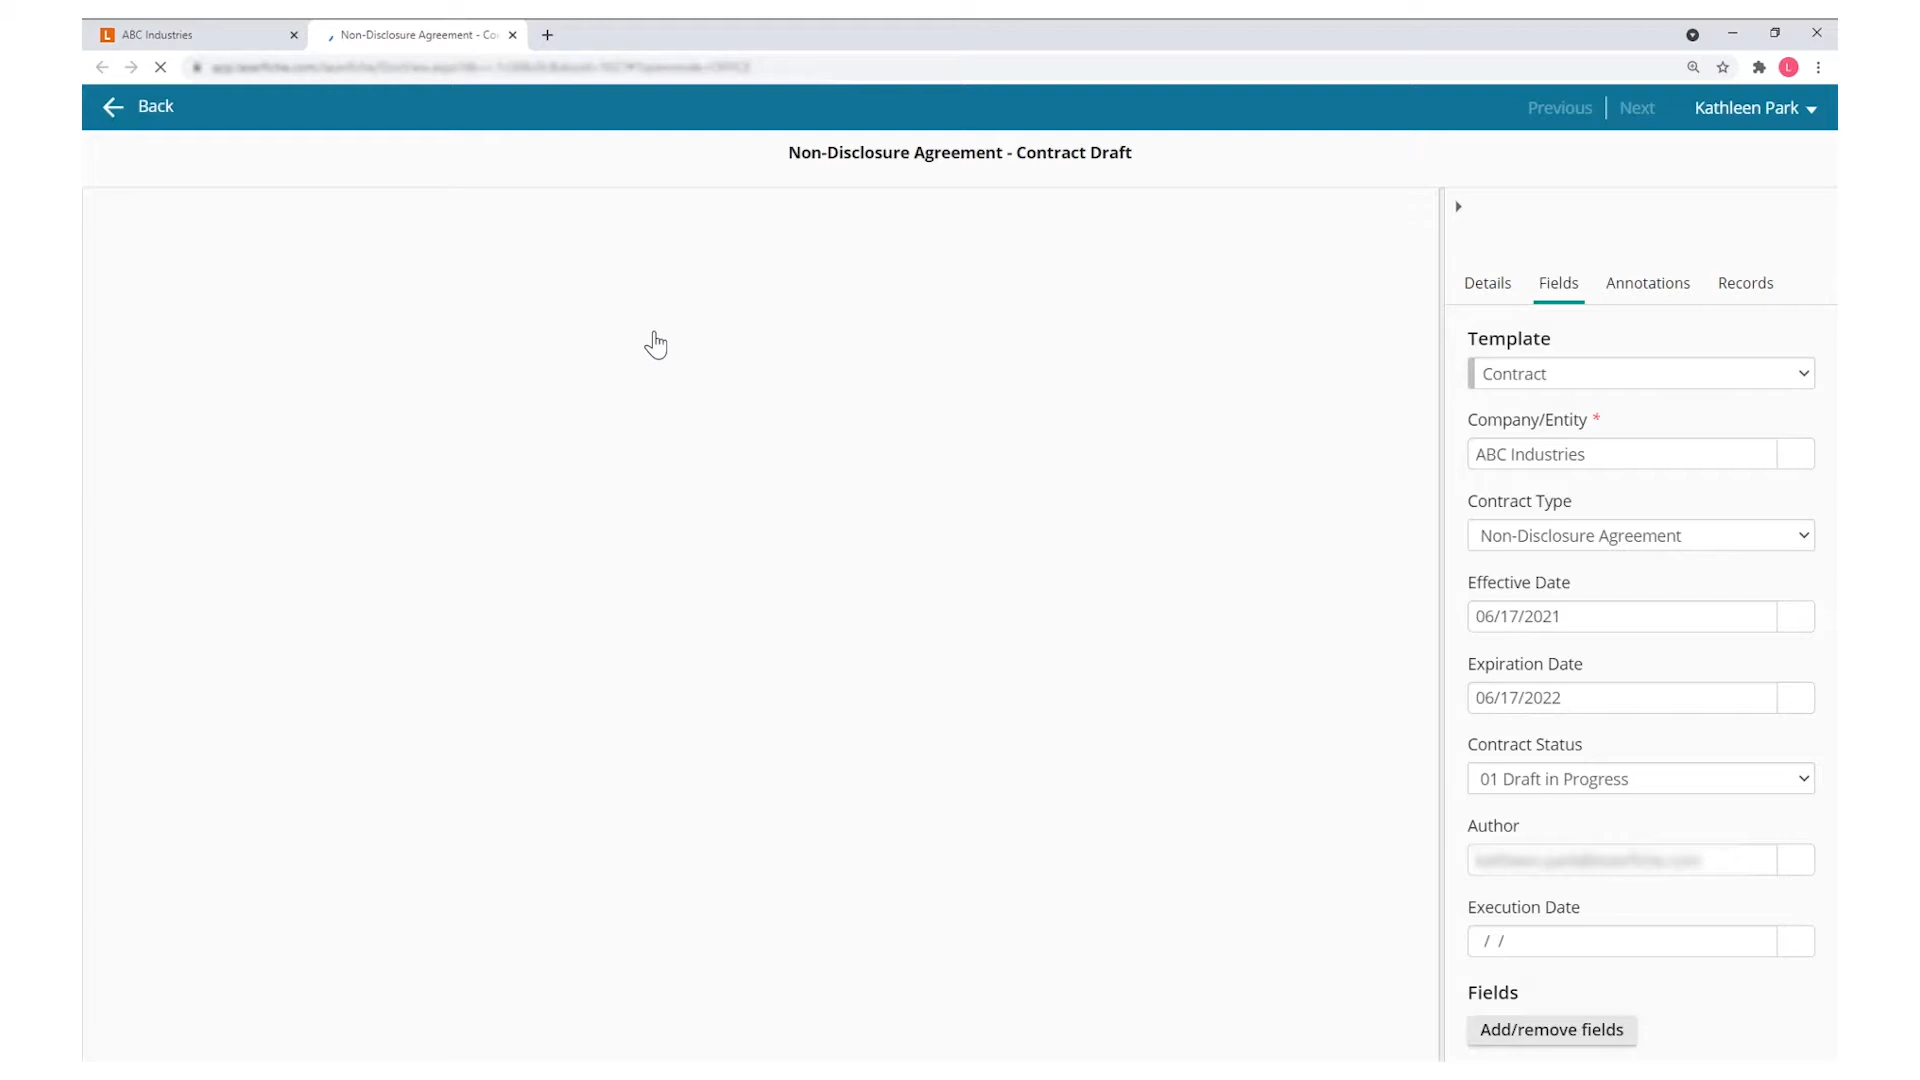 L ABC Industries
Non-Disclosure Agreement - Co
L
Back
Previous Next Kathleen Park
Non-Disclosure Agreement - Contract Draft
Details Fields Annotations Records
Template
Contract
Company/Entity *
ABC Industries
Contract Type
Non-Disclosure Agreement
Effective Date
06/17/2021
Expiration Date
06/17/2022
Contract Status
01 Draft in Progress
Author
Execution Date
/ /
Fields
Add/remove fields